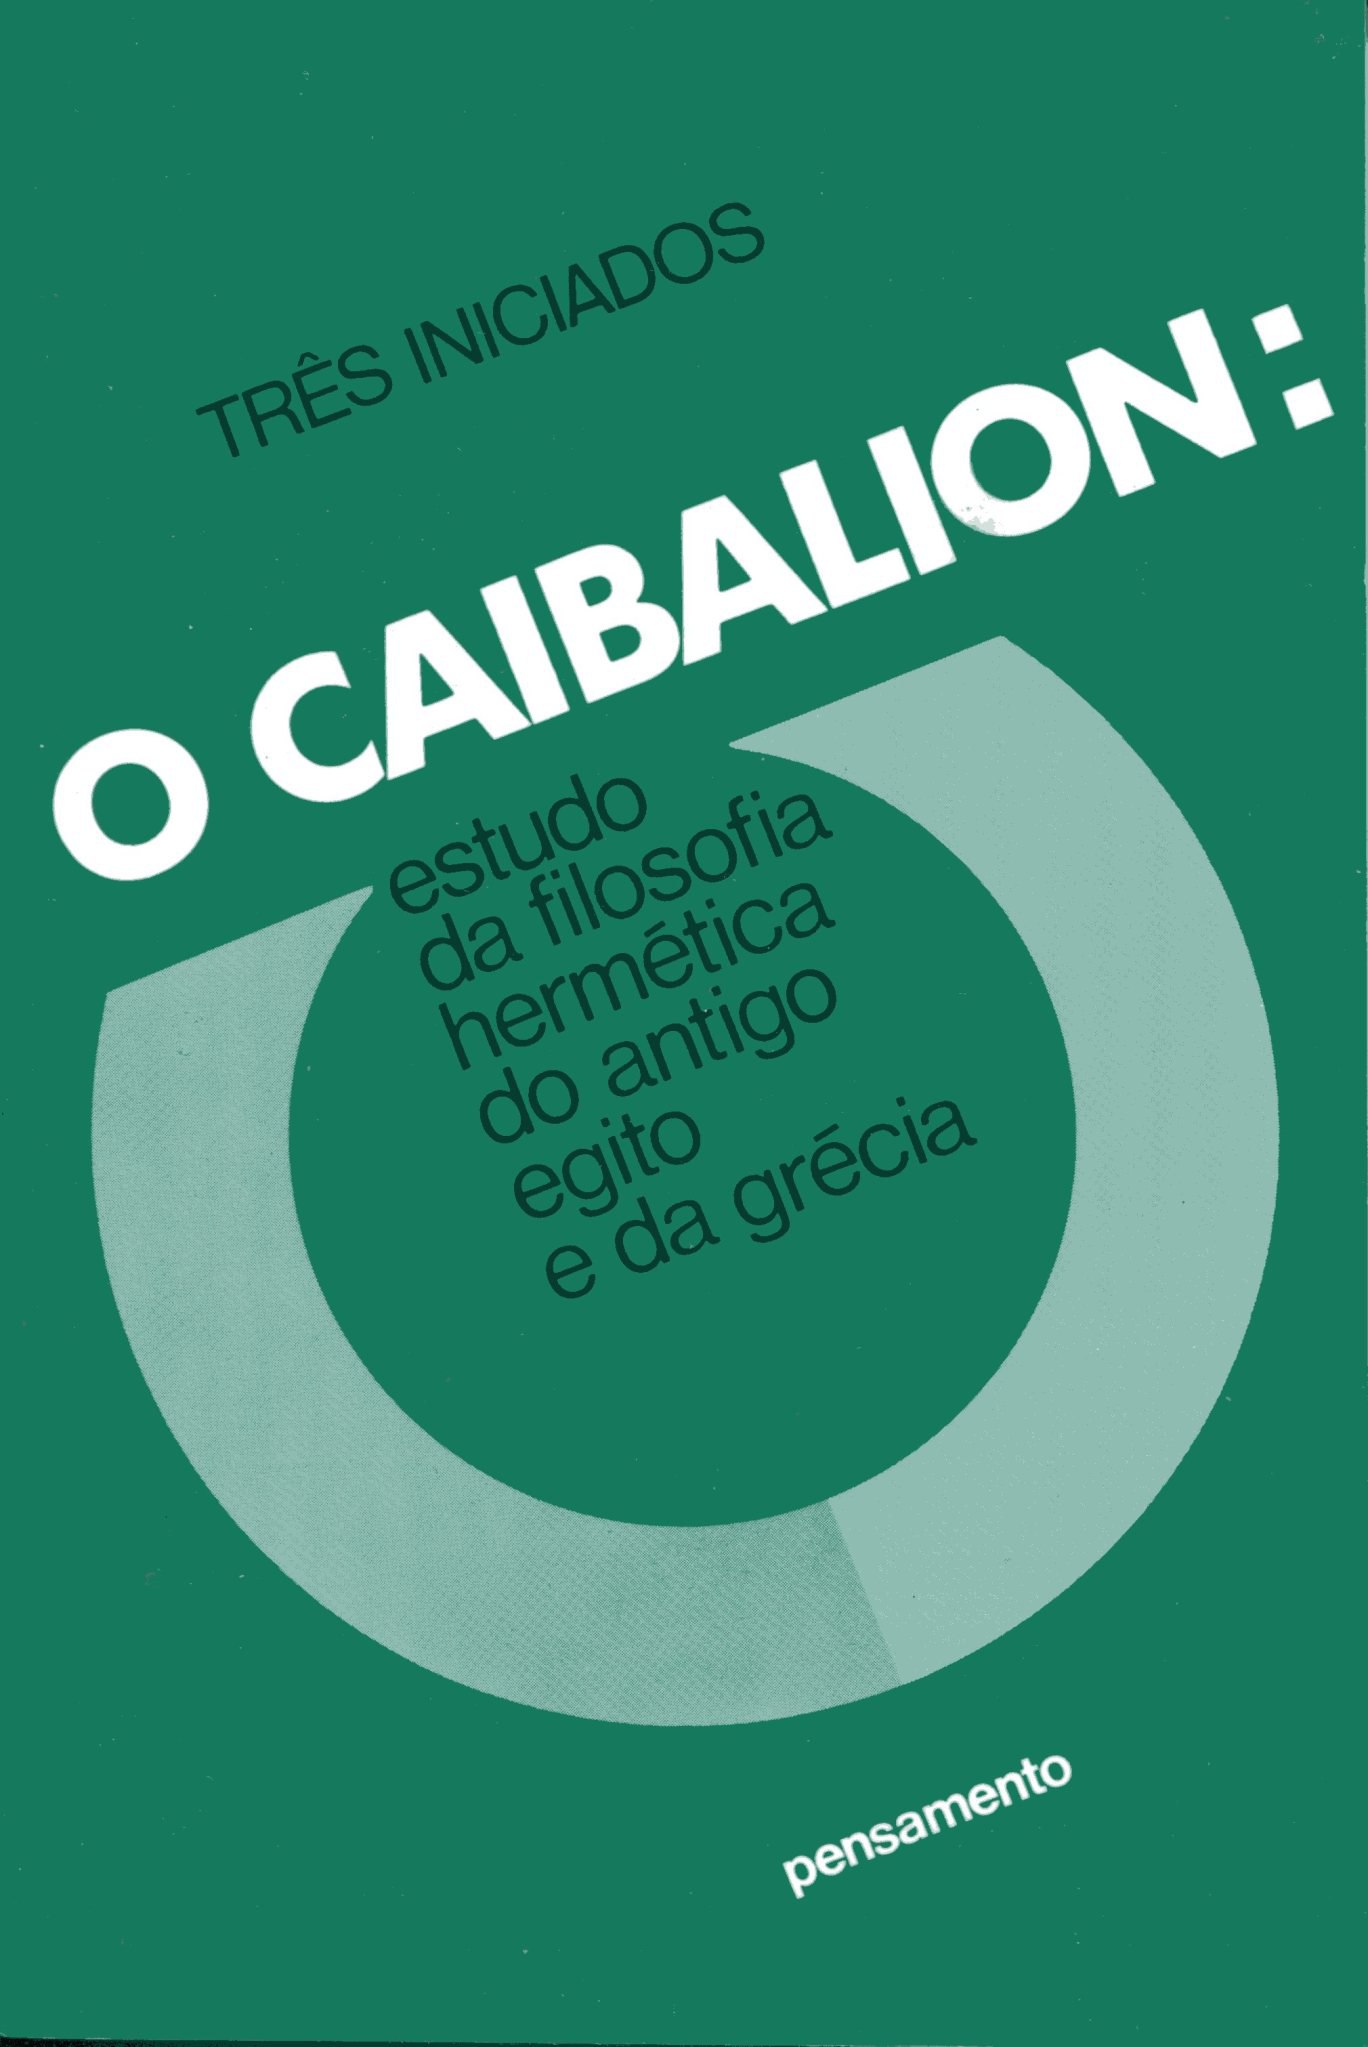 TRÊS INICIADOS
O CAIBALION:
estudo
da filosofia
hermética
do antigo
egito
e da grécia
pensamento